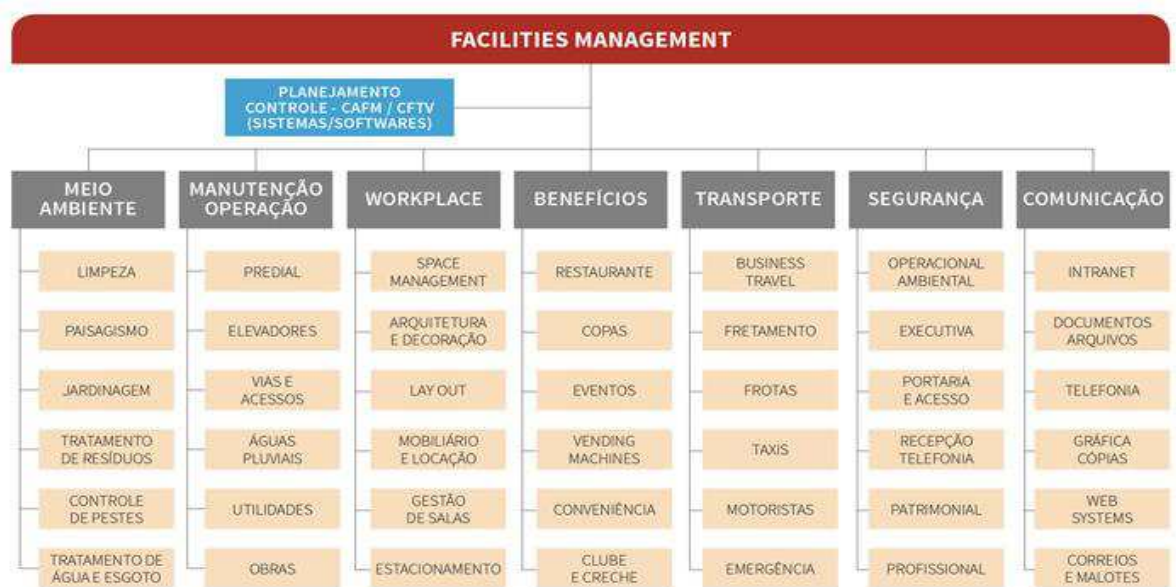 FACILITIES MANAGEMENT
PLANEJAMENTO
CONTROLE - CAFM / CFTV
(SISTEMAS/SOFTWARES)
MEIO
AMBIENTE
LIMPEZA
PAISAGISMO
JARDINAGEM
TRATAMENTO
DE RESÍDUOS
CONTROLE
DE PESTES
TRATAMENTO DE
ÁGUA E ESGOTO
MANUTENÇÃO
OPERAÇÃO
PREDIAL
ELEVADORES
VIAS E
ACESSOS
ÁGUAS
PLUVIAIS
UTILIDADES
OBRAS
WORKPLACE
SPACE
MANAGEMENT
ARQUITETURA
E DECORAÇÃO
LAY OUT
MOBILIÁRIO
E LOCAÇÃO
GESTÃO
DE SALAS
ESTACIONAMENTO
BENEFÍCIOS
RESTAURANTE
COPAS
EVENTOS
VENDING
MACHINES
CONVENIÊNCIA
CLUBE
E CRECHE
TRANSPORTE
BUSINESS
TRAVEL
FRETAMENTO
FROTAS
TAXIS
MOTORISTAS
EMERGÊNCIA
SEGURANÇA
OPERACIONAL
AMBIENTAL
EXECUTIVA
PORTARIA
E ACESSO
RECEPÇÃO
TELEFONIA
PATRIMONIAL
PROFISSIONAL
COMUNICAÇÃO
INTRANET
DOCUMENTOS
ARQUIVOS
TELEFONIA
GRÁFICA
CÓPIAS
WEB
SYSTEMS
CORREIOS
E MALOTES